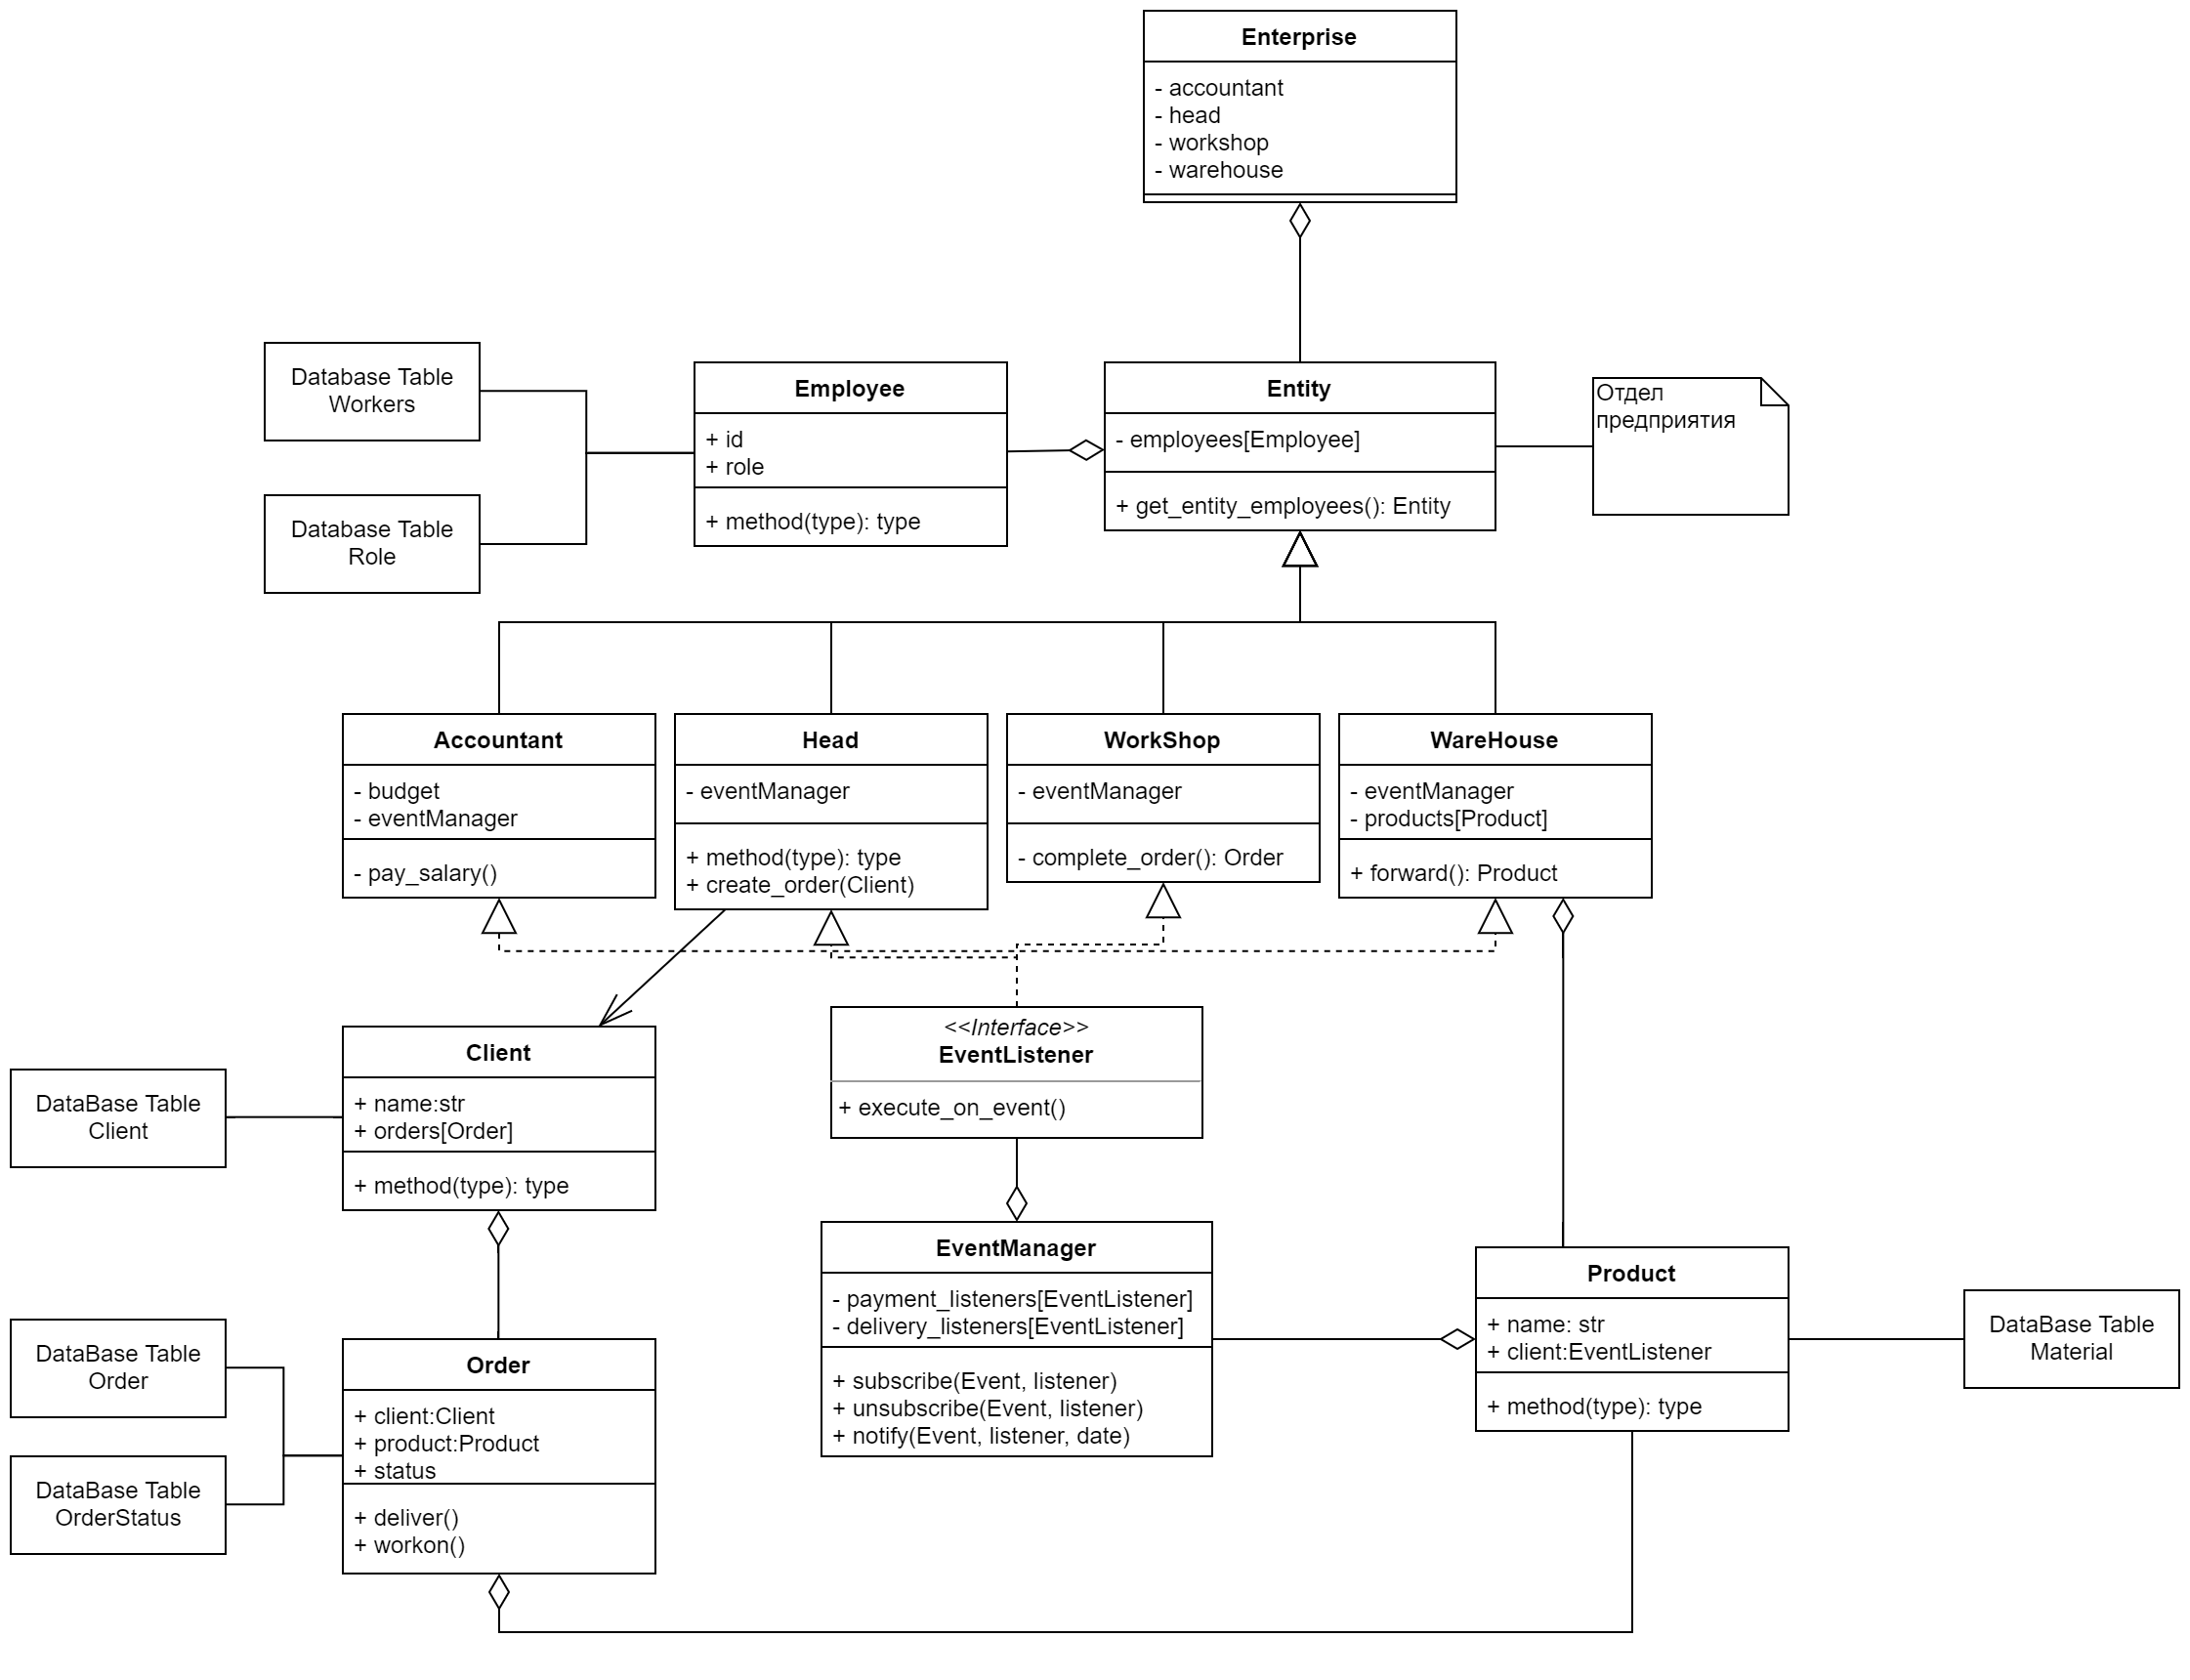 Enterprise
- accountant
- head
- workshop
- warehouse
Database Table
Workers
Database Table
Role
Employee
+ id
+ role
+ method(type): type
Entity
- employees[Employee]
+ get_entity_employees(): Entity
Отдел
предприятия
Accountant
- budget
- eventManager
- pay_salary()
Head
- eventManager
+ method(type): type
+ create_order(Client)
WorkShop
- eventManager
- complete_order(): Order
WareHouse
- eventManager
- products[Product]
+ forward(): Product
DataBase Table
Client
Client
+ name:str
+ orders[Order]
+ method(type): type
<<Interface>>
EventListener
+ execute_on_event()
EventManager
- payment_listeners[EventListener]
- delivery_listeners[EventListener]
+ subscribe(Event, listener)
+ unsubscribe(Event, listener)
+ notify(Event, listener, date)
Product
+ name: str
+ client:EventListener
+ method(type): type
DataBase Table
Material
DataBase Table
Order
DataBase Table
OrderStatus
Order
+ client:Client
+ product:Product
+ status
+ deliver()
+ workon()